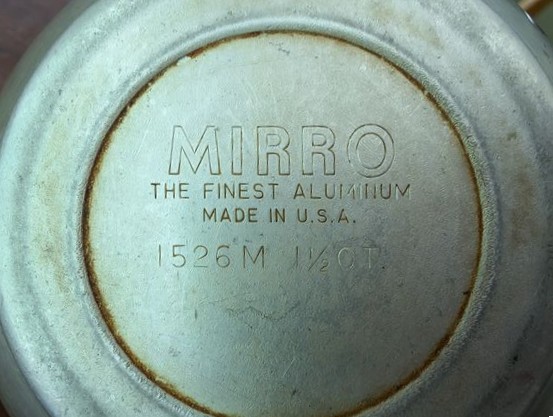 MIRRO
THE FINEST ALUMINUM
MADE IN U.S.A.
1526M 1½QT.